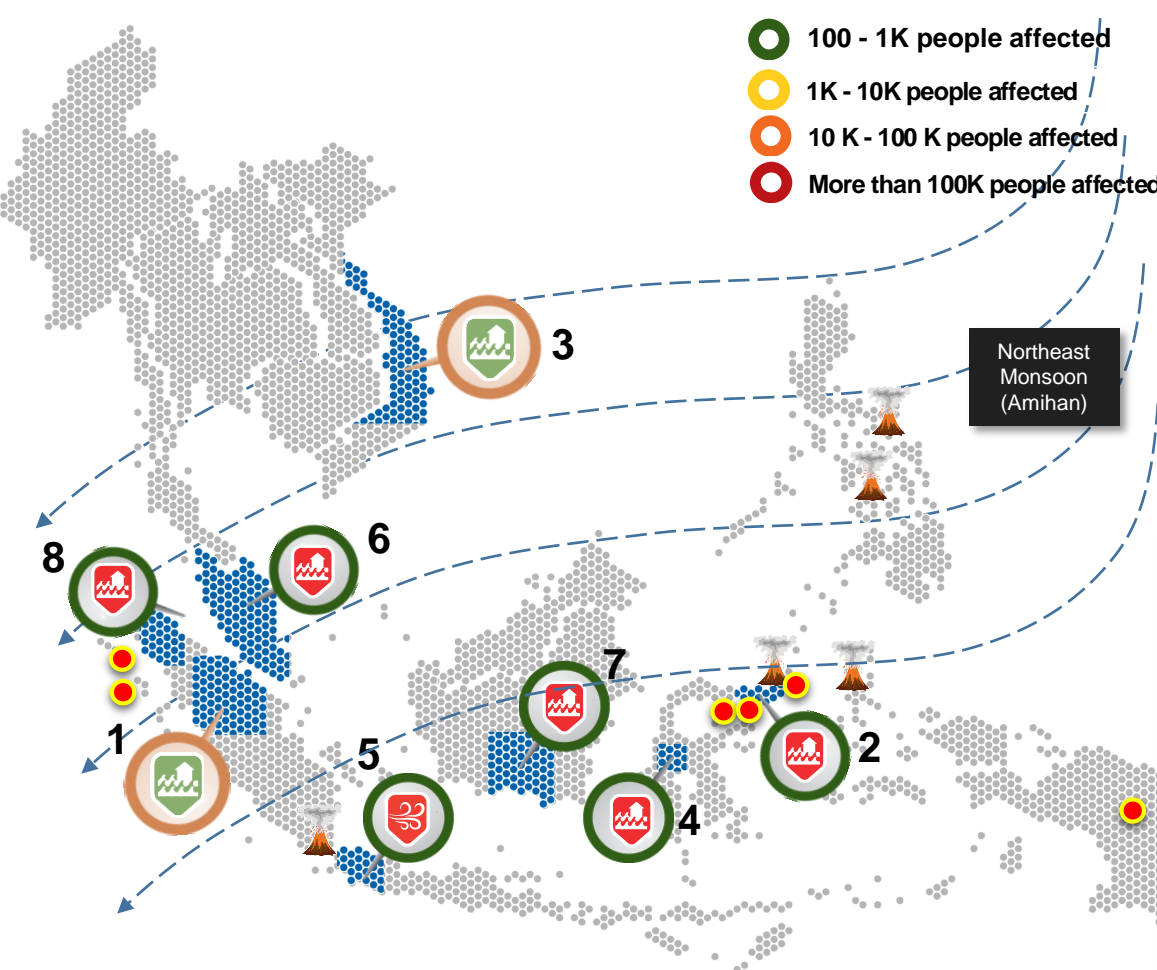 100 - 1K people affected
1K - 10K people affected
10 K - 100 K people affected
More than 100K people affected
Northeast
Monsoon
(Amihan)
3
6
8
7
1
5
2
4